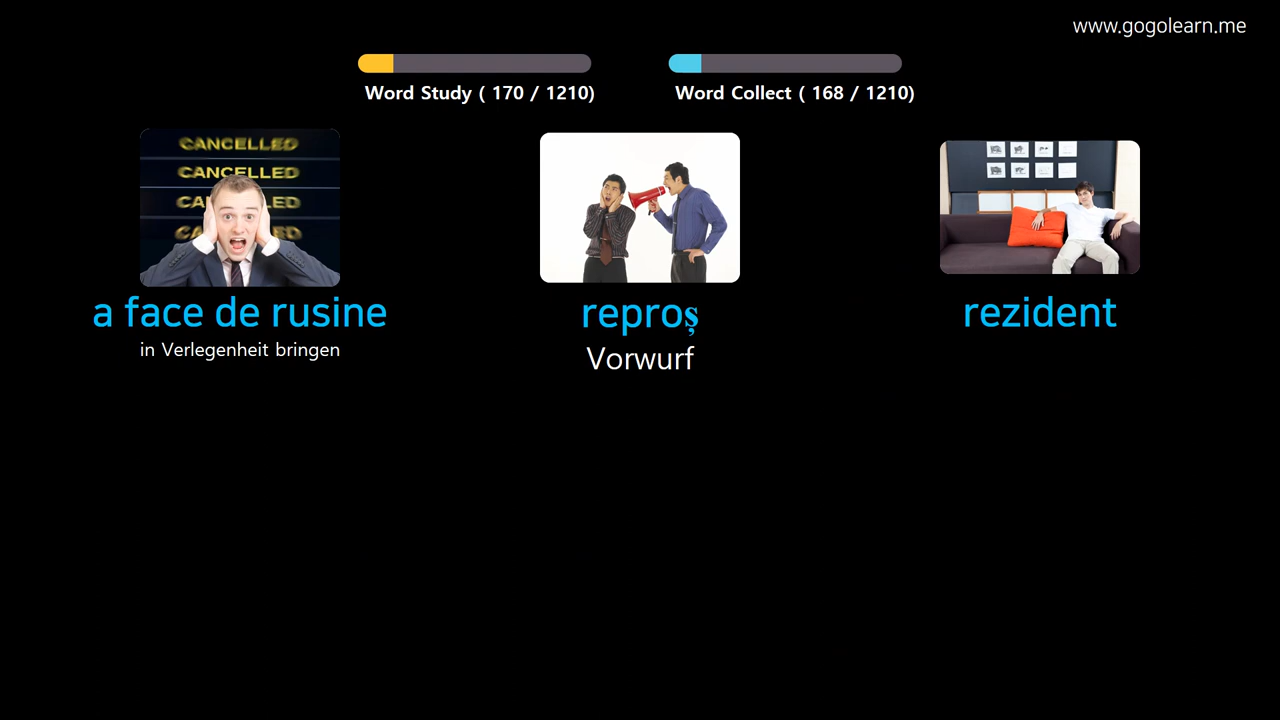 www.gogolearn.me
Word Study ( 170 / 1210)
Word Collect ( 168 / 1210)
CANCELLED
CANCELLED
a face de rusine
in Verlegenheit bringen
reproș
Vorwurf
rezident